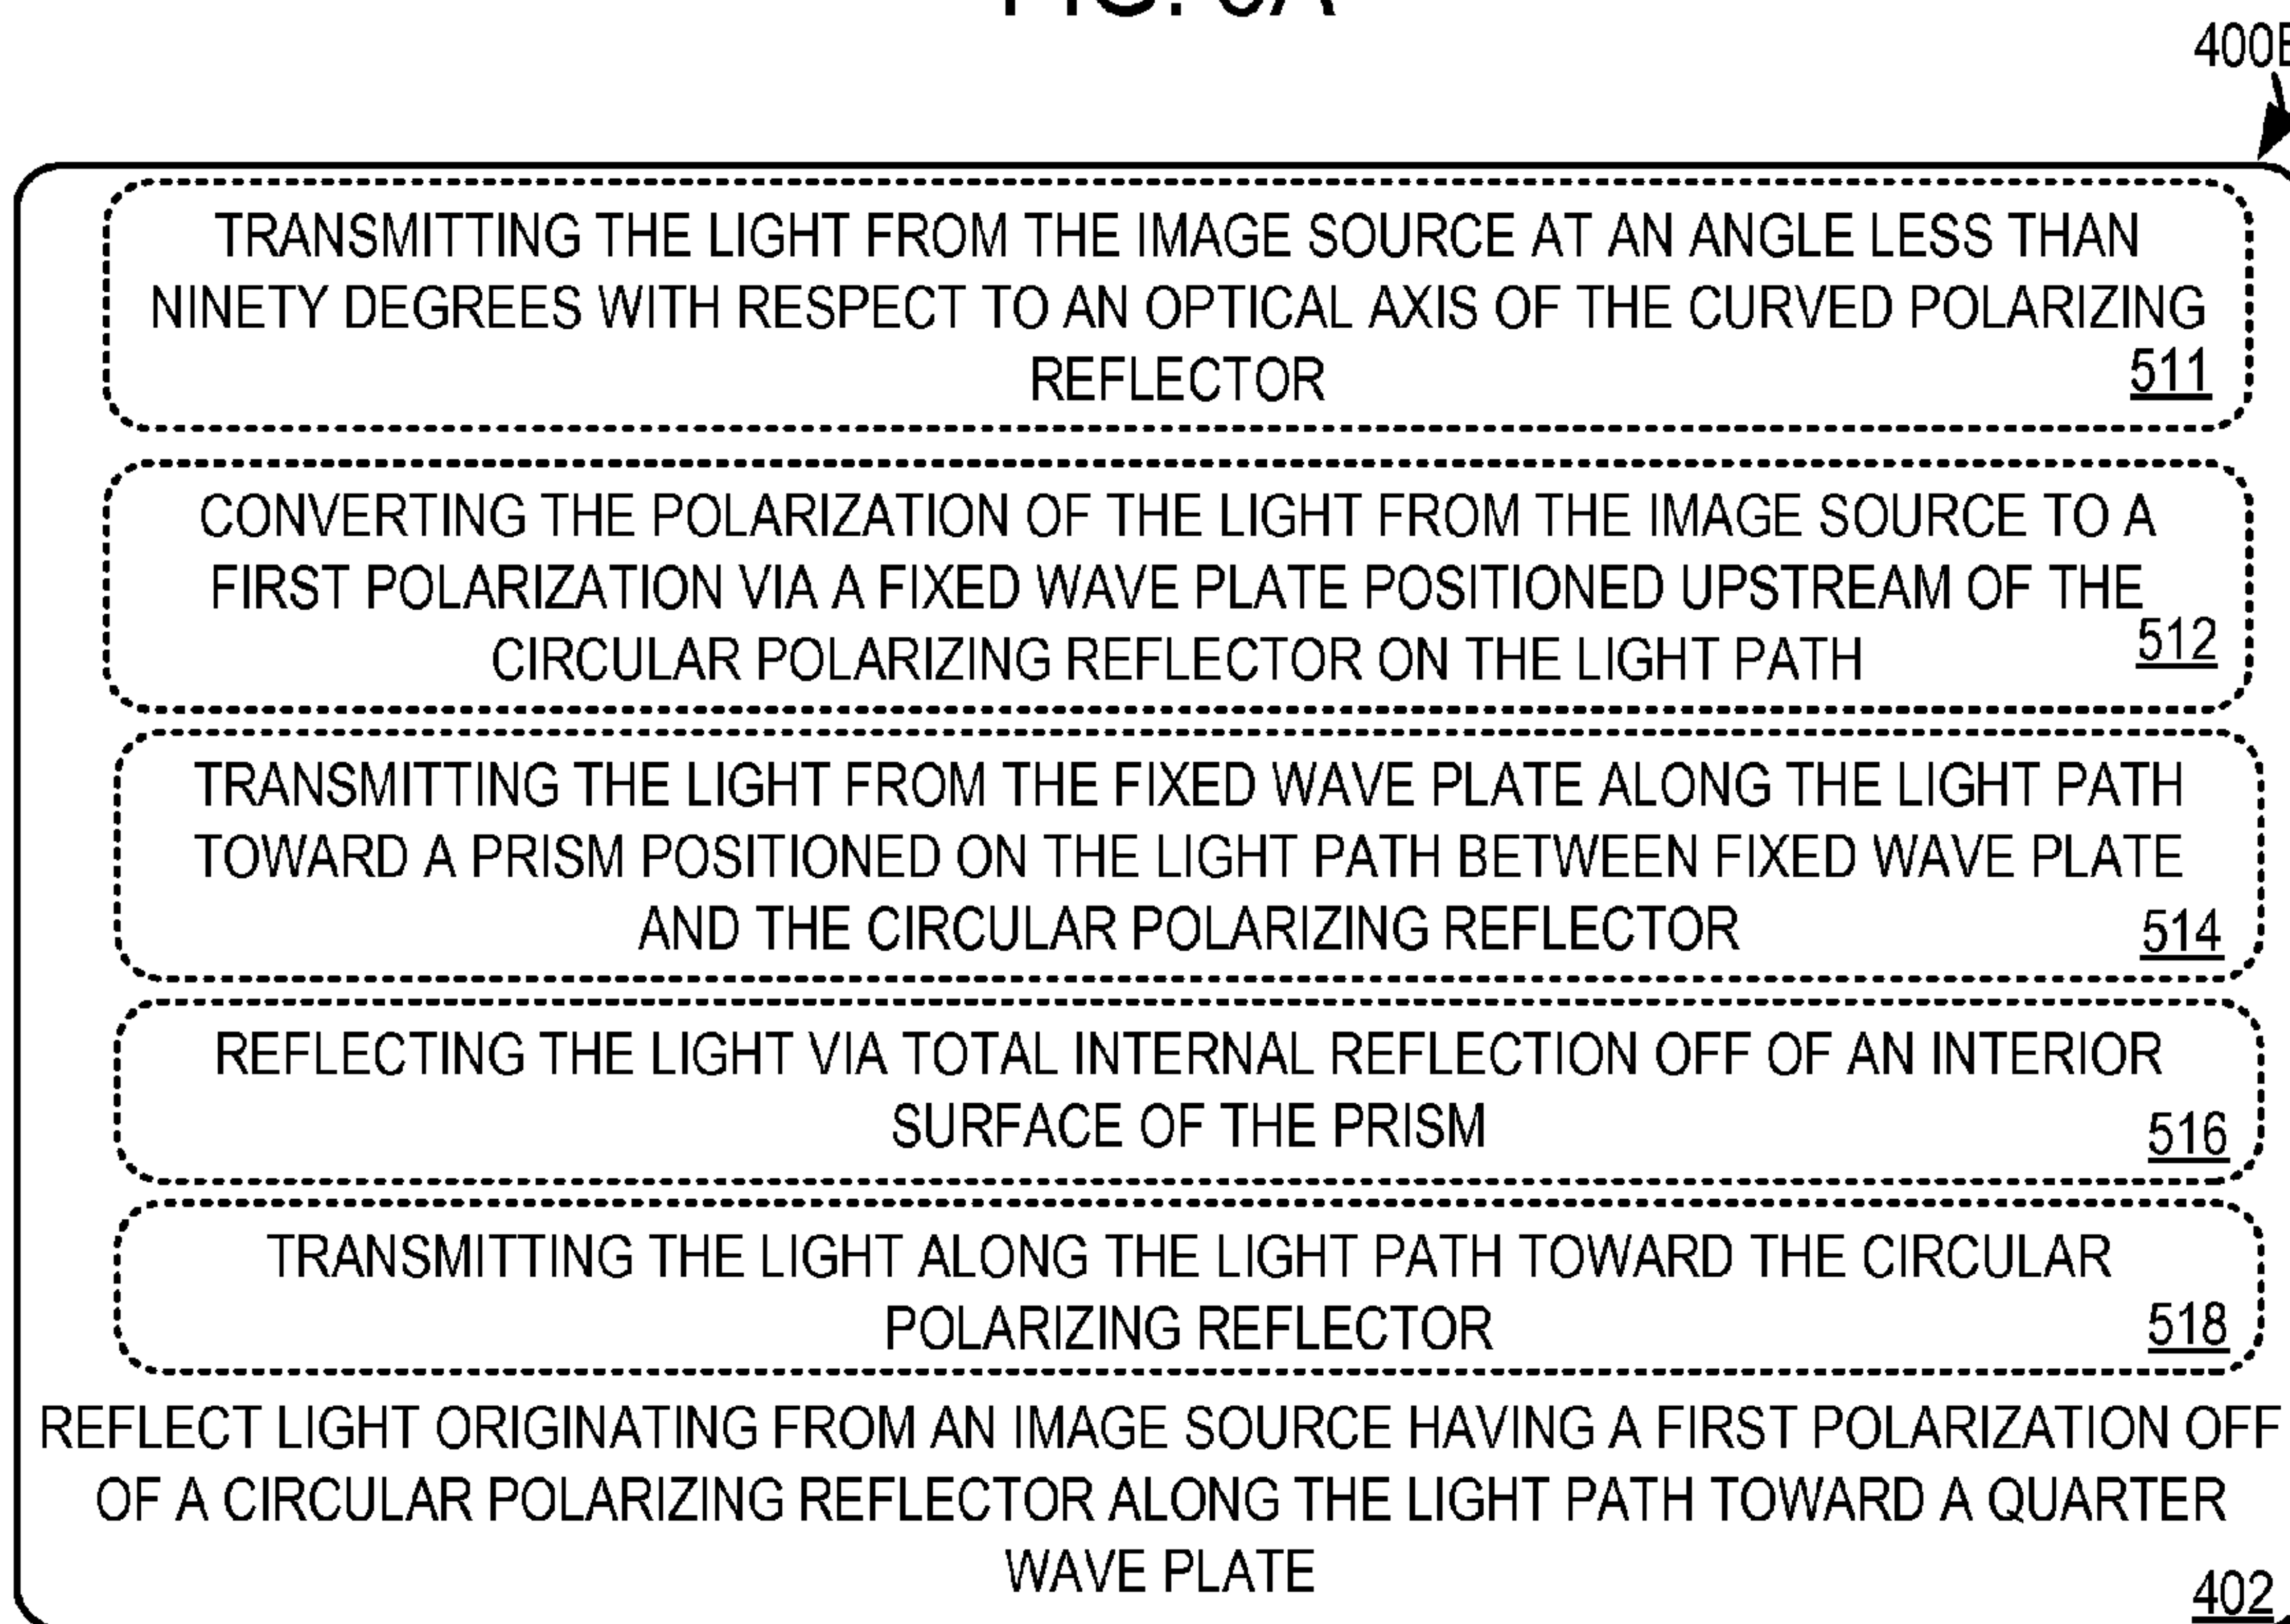 400B
TRANSMITTING THE LIGHT FROM THE IMAGE SOURCE AT AN ANGLE LESS THAN
NINETY DEGREES WITH RESPECT TO AN OPTICAL AXIS OF THE CURVED POLARIZING
REFLECTOR
511
CONVERTING THE POLARIZATION OF THE LIGHT FROM THE IMAGE SOURCE TO A
FIRST POLARIZATION VIA A FIXED WAVE PLATE POSITIONED UPSTREAM OF THE
CIRCULAR POLARIZING REFLECTOR ON THE LIGHT PATH
512
TRANSMITTING THE LIGHT FROM THE FIXED WAVE PLATE ALONG THE LIGHT PATH
TOWARD A PRISM POSITIONED ON THE LIGHT PATH BETWEEN FIXED WAVE PLATE
AND THE CIRCULAR POLARIZING REFLECTOR
514
REFLECTING THE LIGHT VIA TOTAL INTERNAL REFLECTION OFF OF AN INTERIOR
SURFACE OF THE PRISM
516
TRANSMITTING THE LIGHT ALONG THE LIGHT PATH TOWARD THE CIRCULAR
POLARIZING REFLECTOR
518
REFLECT LIGHT ORIGINATING FROM AN IMAGE SOURCE HAVING A FIRST POLARIZATION OFF
OF A CIRCULAR POLARIZING REFLECTOR ALONG THE LIGHT PATH TOWARD A QUARTER
WAVE PLATE
402